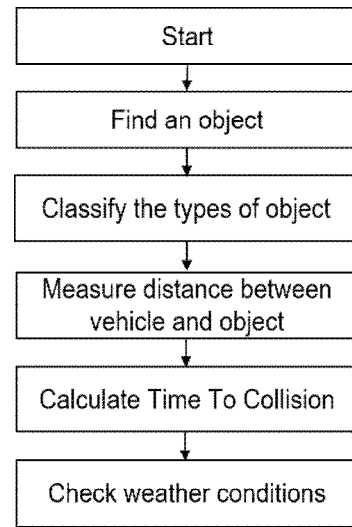 Start
Find an object
Classify the types of object
Measure distance between
vehicle and object
Calculate Time To Collision
Check weather conditions